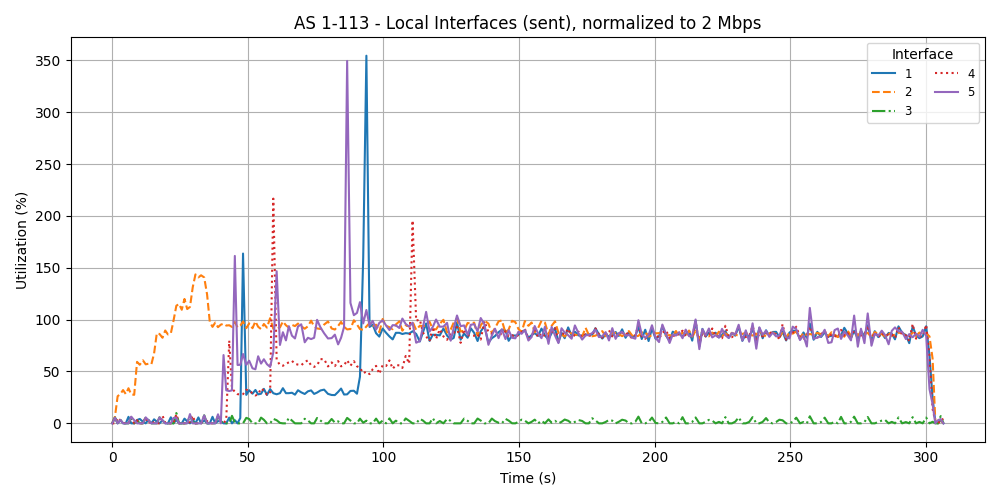 AS 1-113 - Local Interfaces (sent), normalized to 2 Mbps
Utilization (%)
350
300
250
200
150
100
50
0
0 50 100 150 200 250 300
Time (s)
Interface
1 4
2 5
3